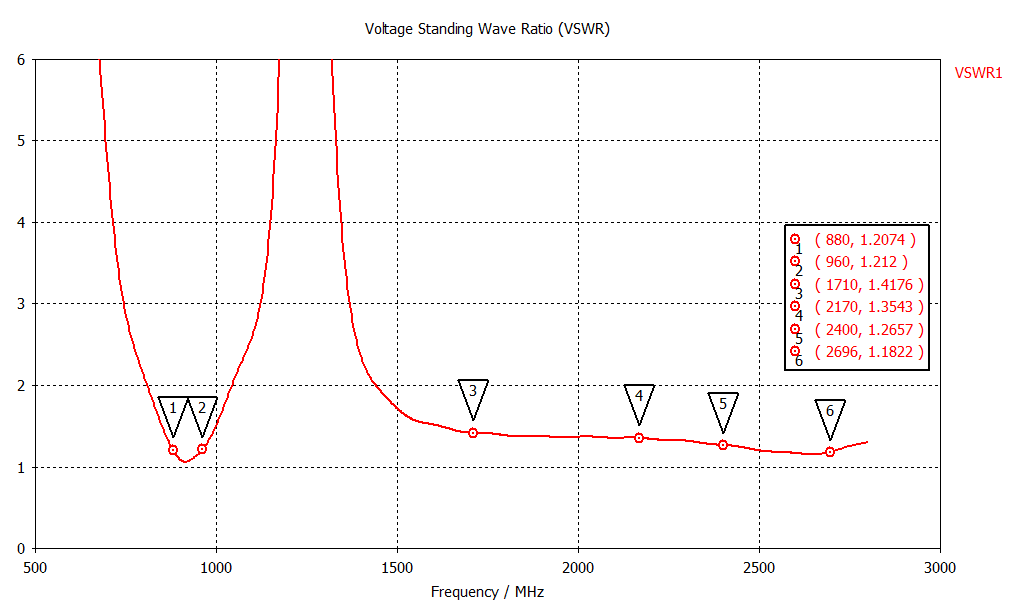 Voltage Standing Wave Ratio (VSWR)
6
5
4
3
2
1
0
500
1000
1500
2000
2500
3000
Frequency / MHz
VSWR1
1
2
3
4
5
6
1 ( 880, 1.2074 )
2 ( 960, 1.212 )
3 ( 1710, 1.4176 )
4 ( 2170, 1.3543 )
5 ( 2400, 1.2657 )
6 ( 2696, 1.1822 )